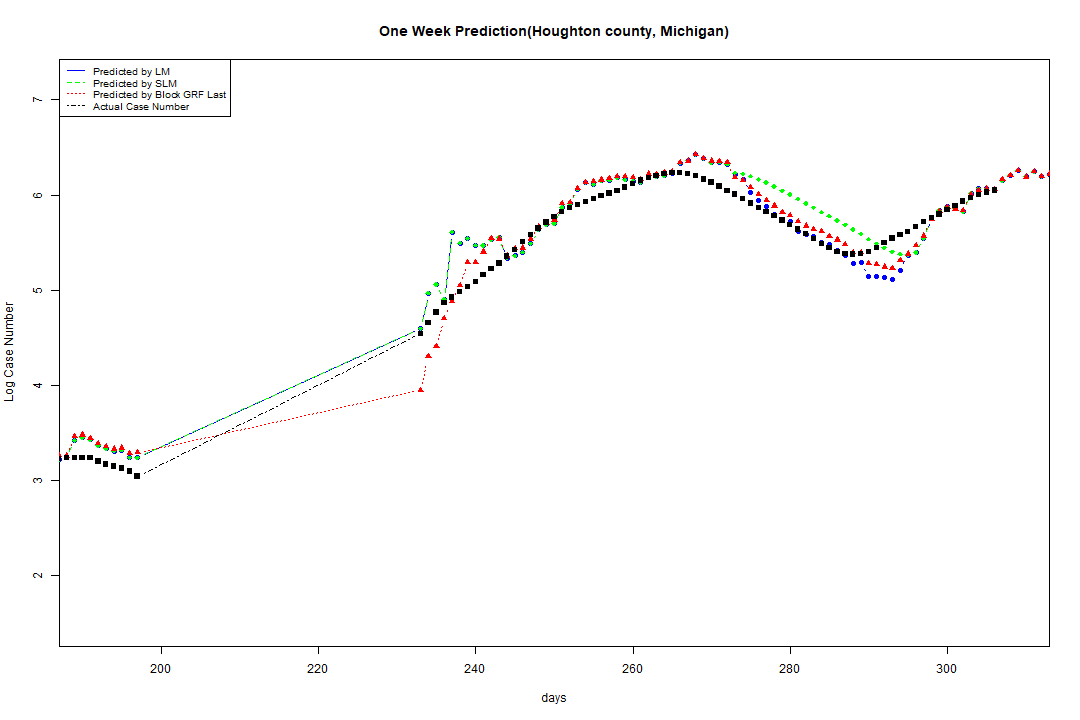 One Week Prediction(Houghton county, Michigan)
Predicted by LM
Predicted by SLM
Predicted by Block GRF Last
Actual Case Number
7
6
5
4
3
2
Log Case Number
200 220 240 260 280 300
days